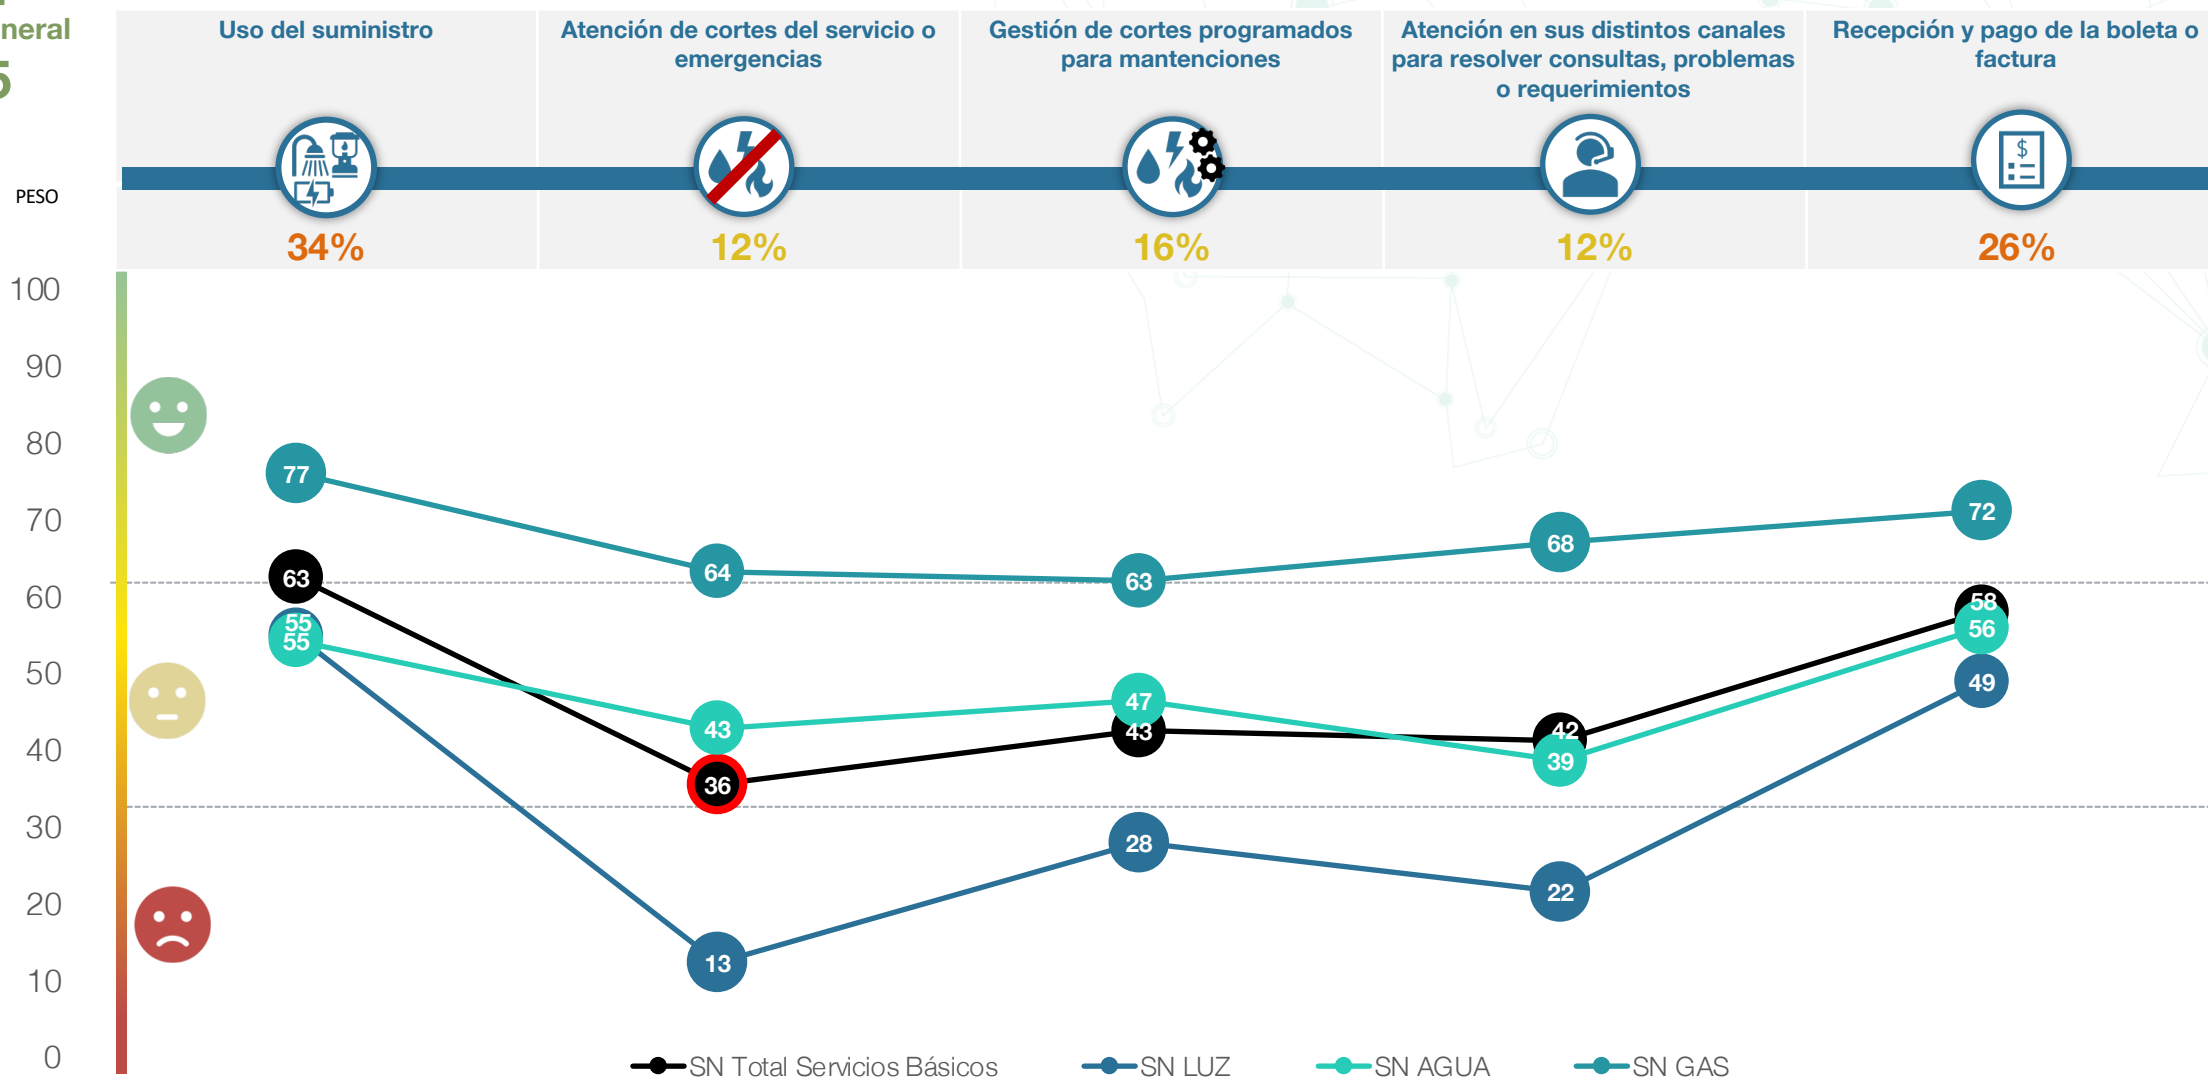 neral
5
Uso del suministro
Atención de cortes del servicio o
emergencias
Gestión de cortes programados
para mantenciones
Atención en sus distintos canales
para resolver consultas, problemas
o requerimientos
Recepción y pago de la boleta o
factura
$
PESO
34%
12%
16%
12%
26%
100
90
80
70
60
50
40
30
20
10
0
77
64
63
68
72
63
36
43
42
58
55
13
28
22
49
55
43
47
39
56
SN Total Servicios Básicos
SN LUZ
SN AGUA
SN GAS